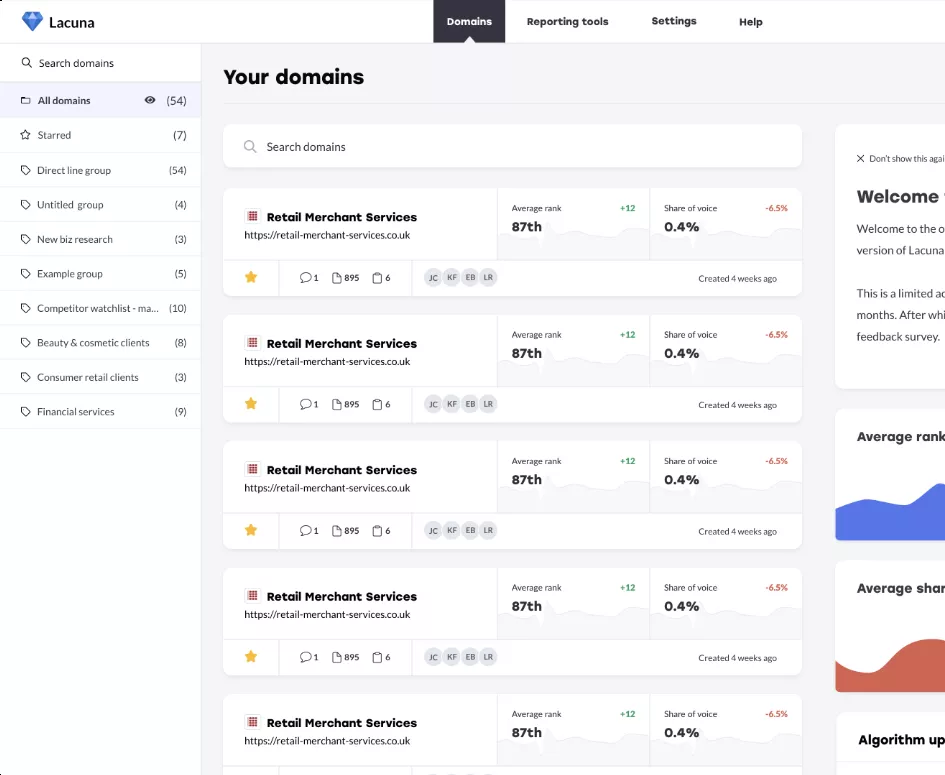 Lacuna
Domains
Reporting tools
Settings
Help
Search domains
All domains (54)
Starred (7)
Direct line group (54)
Untitled group (4)
New biz research (3)
Example group (5)
Competitor watchlist - ma... (10)
Beauty & cosmetic clients (8)
Consumer retail clients (3)
Financial services (9)
Your domains
Search domains
Retail Merchant Services
https://retail-merchant-services.co.uk
Average rank +12
87th
Share of voice -6.5%
0.4%
1 895 6
JC KF EB LR
Created 4 weeks ago
Retail Merchant Services
https://retail-merchant-services.co.uk
Average rank +12
87th
Share of voice -6.5%
0.4%
1 895 6
JC KF EB LR
Created 4 weeks ago
Retail Merchant Services
https://retail-merchant-services.co.uk
Average rank +12
87th
Share of voice -6.5%
0.4%
1 895 6
JC KF EB LR
Created 4 weeks ago
Retail Merchant Services
https://retail-merchant-services.co.uk
Average rank +12
87th
Share of voice -6.5%
0.4%
1 895 6
JC KF EB LR
Created 4 weeks ago
Retail Merchant Services
https://retail-merchant-services.co.uk
Average rank +12
87th
Share of voice -6.5%
0.4%
Don't show this agai
Welcome
Welcome to the o
version of Lacuna
This is a limited ac
months. After whi
feedback survey.
Average rank
Average shar
Algorithm up